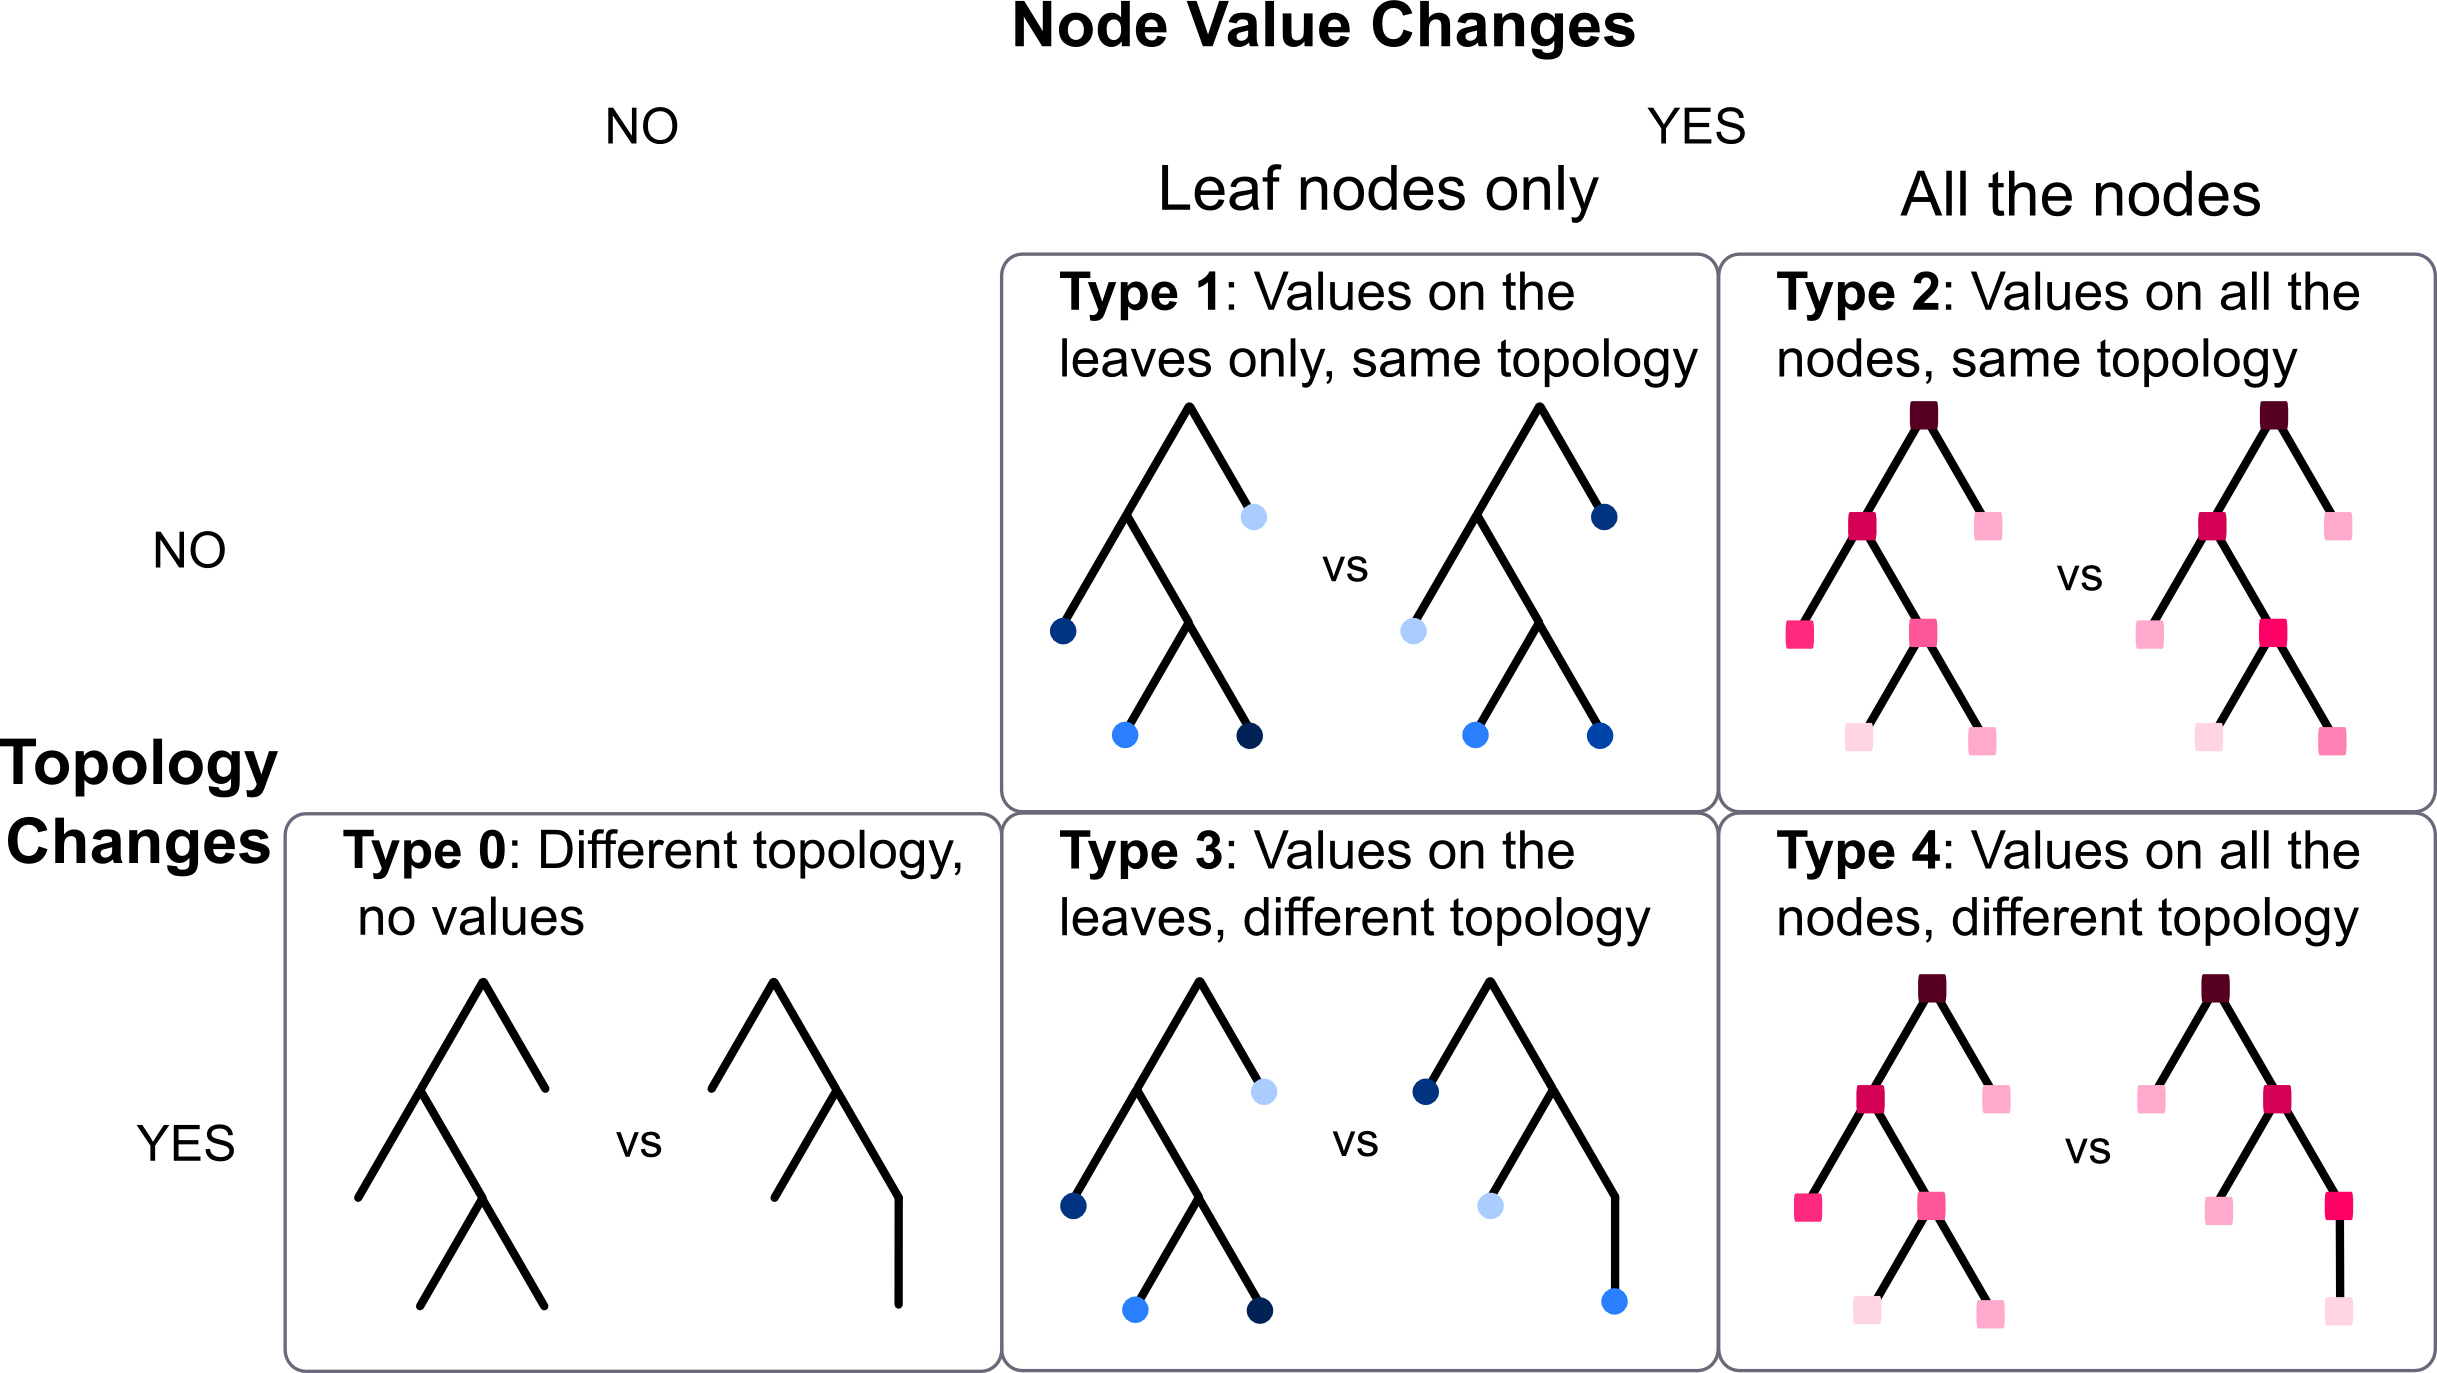 Node Value Changes
NO
YES
Leaf nodes only
All the nodes
Type 1: Values on the
leaves only, same topology
vs
Type 2: Values on all the
nodes, same topology
vs
NO
Topology
Changes
Type 0: Different topology,
no values
vs
Type 3: Values on the
leaves, different topology
vs
Type 4: Values on all the
nodes, different topology
vs
YES